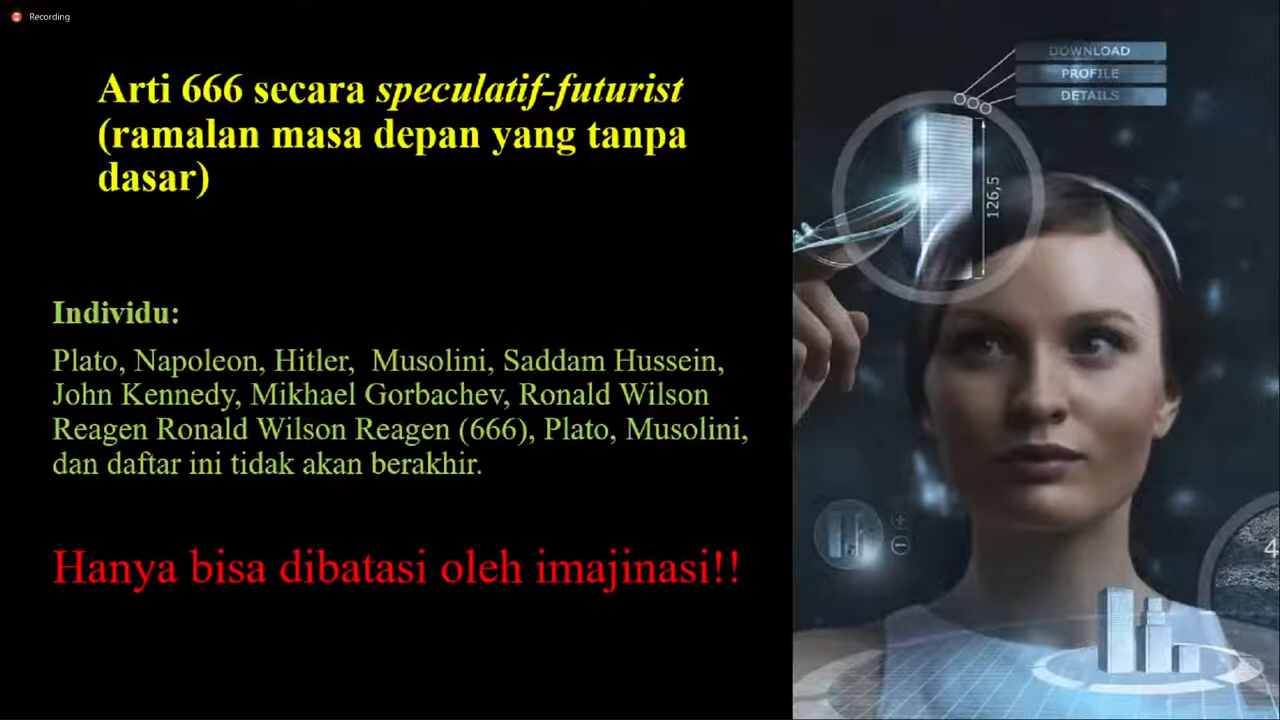 Recording
Arti 666 secara speculatif-futurist
(ramalan masa depan yang tanpa
dasar)
Individu:
Plato, Napoleon, Hitler, Musolini, Saddam Hussein,
John Kennedy, Mikhael Gorbachev, Ronald Wilson
Reagen Ronald Wilson Reagen (666), Plato, Musolini,
dan daftar ini tidak akan berakhir.
Hanya bisa dibatasi oleh imajinasi!!
DOWNLOAD
PROFILE
DETAILS
126,5
4